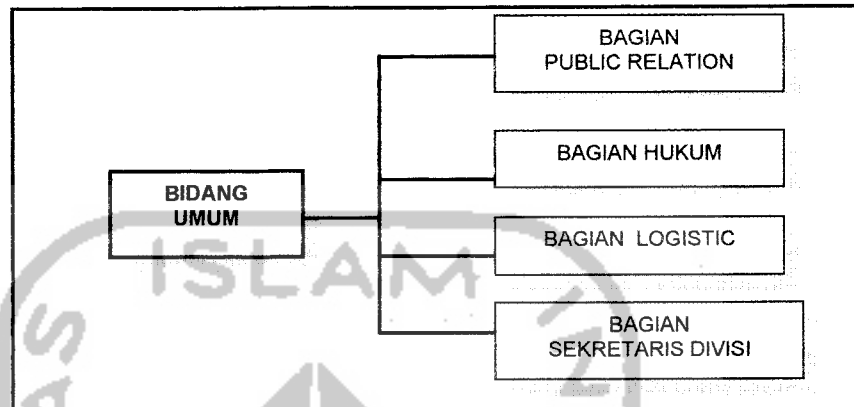 BAGIAN
PUBLIC RELATION
BAGIAN HUKUM
BIDANG
UMUM
BAGIAN LOGISTIC
BAGIAN
SEKRETARIS DIVISI
ISLAM